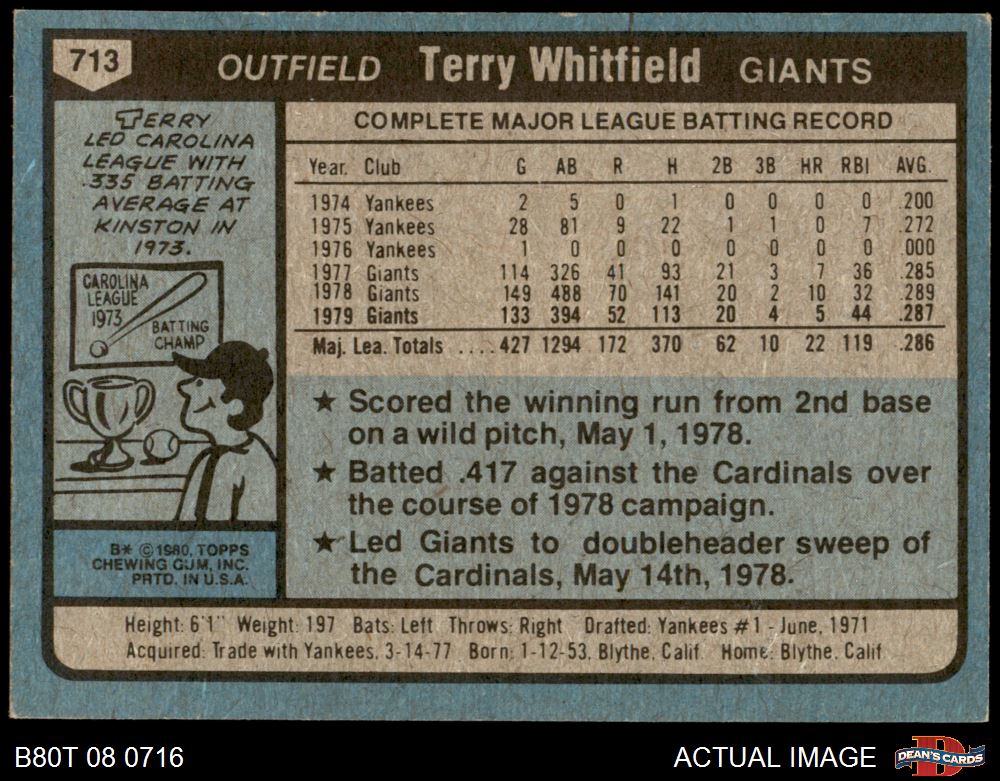 713 OUTFIELD Terry Whitfield GIANTS
TERRY
LED CAROLINA
LEAGUE WITH
.335 BATTING
AVERAGE AT
KINSTON IN
1973.
CAROLINA
LEAGUE
1973
BATTING
CHAMP
B* © 1980, TOPPS
CHEWING GUM, INC.
PRTD. IN U.S.A.
COMPLETE MAJOR LEAGUE BATTING RECORD
Year. Club G AB R H 2B 3B HR RBI AVG.
1974 Yankees 2 5 0 1 0 0 0 0 .200
1975 Yankees 28 81 9 22 1 1 0 7 .272
1976 Yankees 1 0 0 0 0 0 0 0 .000
1977 Giants 114 326 41 93 21 3 7 36 .285
1978 Giants 149 488 70 141 20 2 10 32 .289
1979 Giants 133 394 52 113 20 4 5 44 .287
Maj. Lea. Totals ....427 1294 172 370 62 10 22 119 .286
★ Scored the winning run from 2nd base
on a wild pitch, May 1, 1978.
★ Batted .417 against the Cardinals over
the course of 1978 campaign.
★ Led Giants to doubleheader sweep of
the Cardinals, May 14th, 1978.
Height: 6'1" Weight: 197 Bats: Left Throws: Right Drafted: Yankees #1 - June, 1971
Acquired: Trade with Yankees, 3-14-77 Born: 1-12-53, Blythe, Calif. Home: Blythe, Calif.
B80T 08 0716
ACTUAL IMAGE
D
DEAN'S CARDS